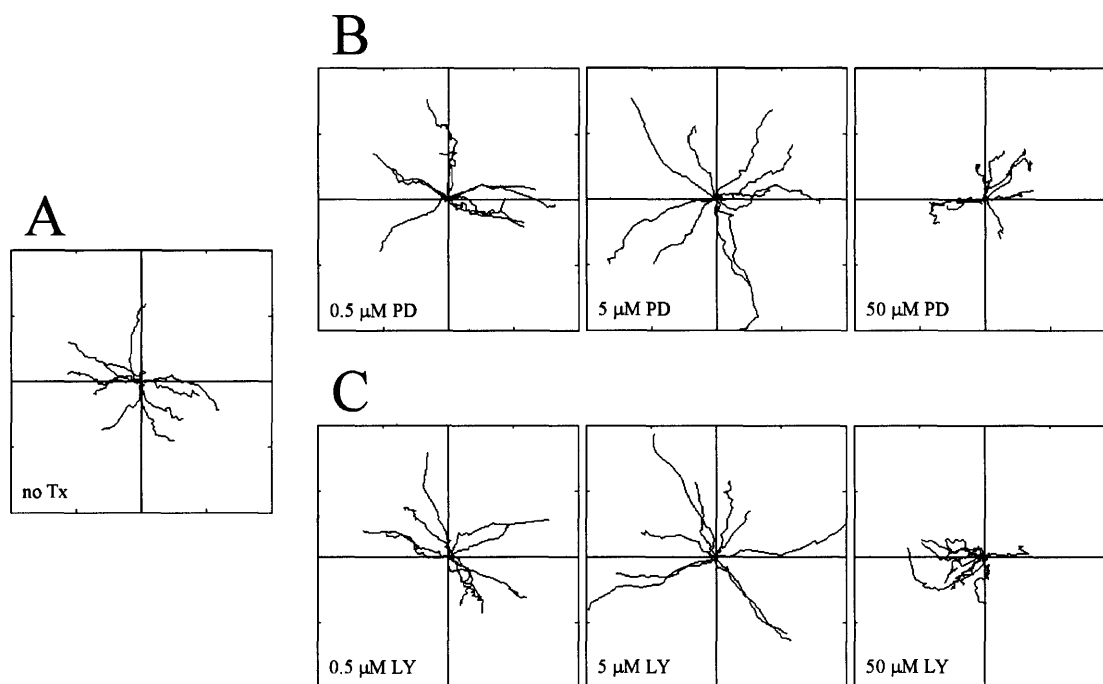 A
no Tx
B
0.5 μM PD
5 μM PD
50 μM PD
C
0.5 μM LY
5 μM LY
50 μM LY